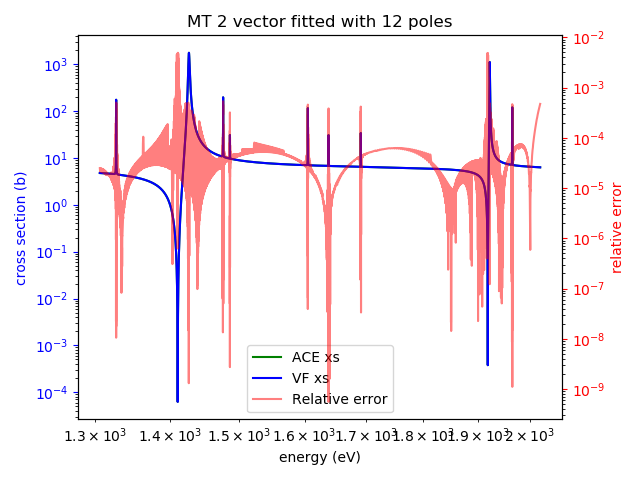 MT 2 vector fitted with 12 poles
10³
10²
10¹
10⁰
10⁻¹
10⁻²
10⁻³
10⁻⁴
cross section (b)
10⁻²
10⁻³
10⁻⁴
10⁻⁵
10⁻⁶
10⁻⁷
10⁻⁸
10⁻⁹
relative error
ACE xs
VF xs
Relative error
1.3 × 10³ 1.4 × 10³ 1.5 × 10³ 1.6 × 10³ 1.7 × 10³ 1.8 × 10³ 1.9 × 10³ 2 × 10³
energy (eV)